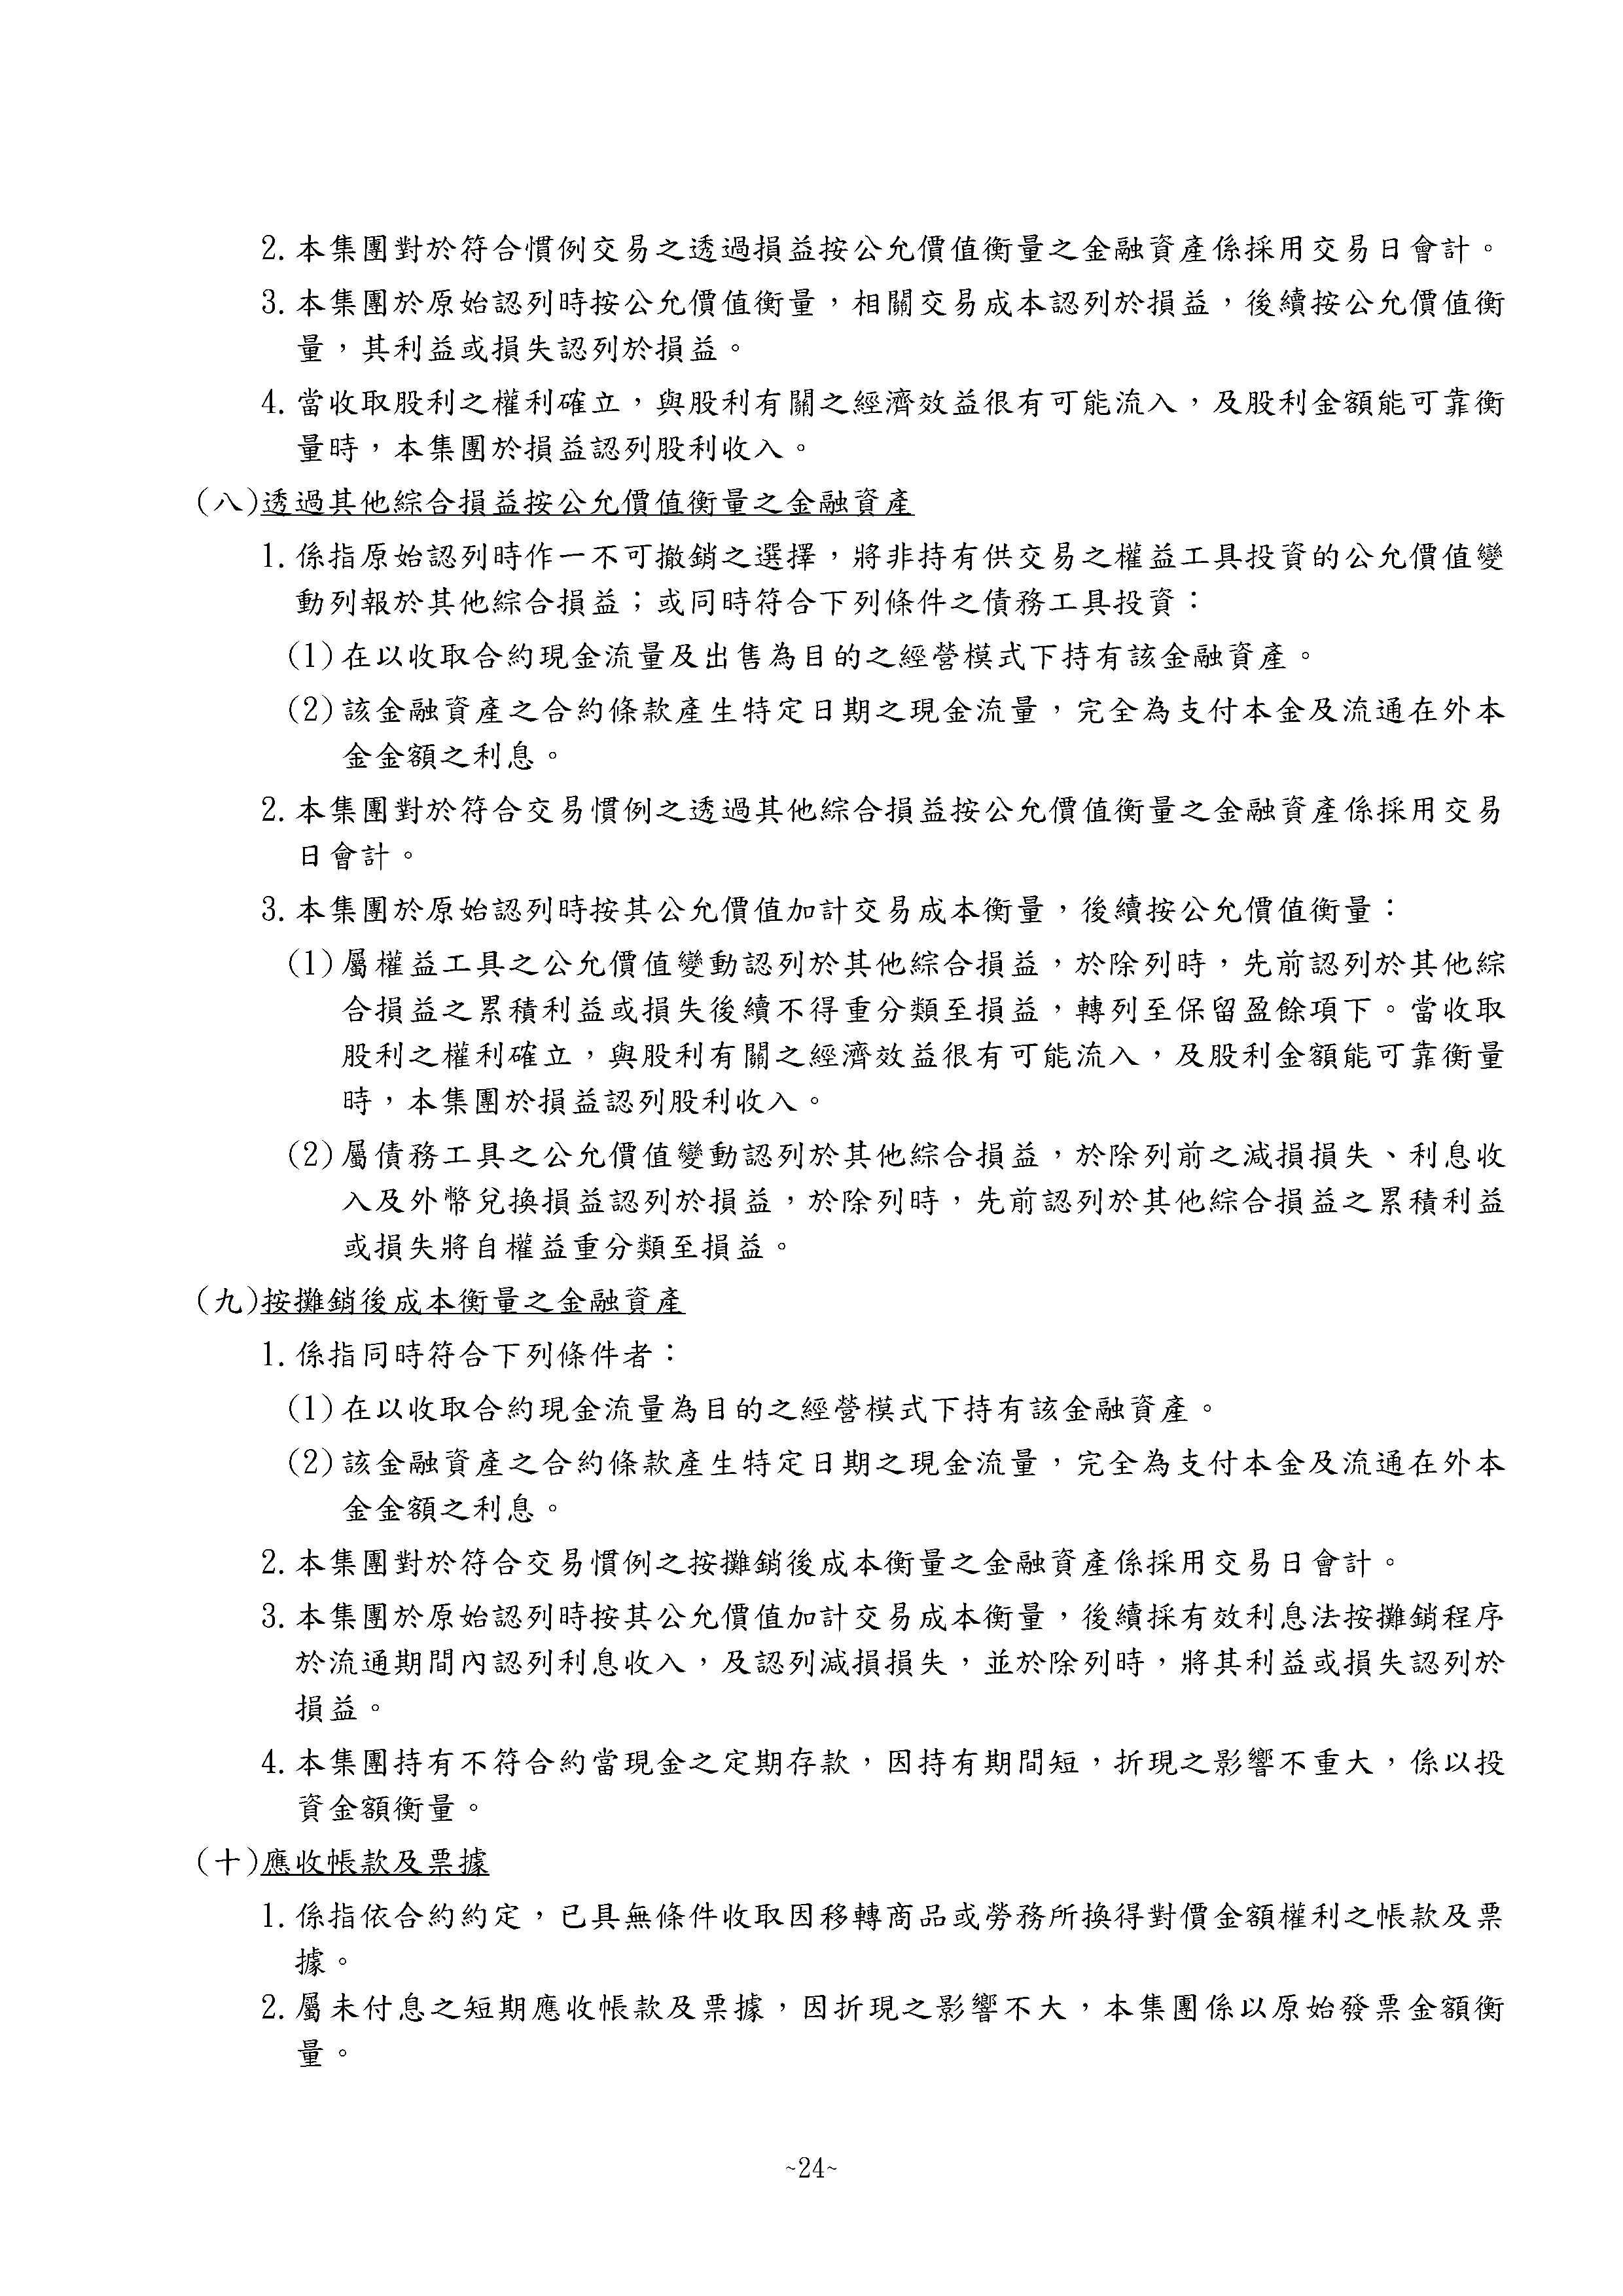 2. 本集團對於符合慣例交易之透過損益按公允價值衡量之金融資產係採用交易日會計。
3. 本集團於原始認列時按公允價值衡量，相關交易成本認列於損益，後續按公允價值衡
量，其利益或損失認列於損益。
4. 當收取股利之權利確立，與股利有關之經濟效益很有可能流入，及股利金額能可靠衡
量時，本集團於損益認列股利收入。
(八)透過其他綜合損益按公允價值衡量之金融資產
1. 係指原始認列時作一不可撤銷之選擇，將非持有供交易之權益工具投資的公允價值變
動列報於其他綜合損益；或同時符合下列條件之債務工具投資：
(1)在以收取合約現金流量及出售為目的之經營模式下持有該金融資產。
(2)該金融資產之合約條款產生特定日期之現金流量，完全為支付本金及流通在外本
金金額之利息。
2. 本集團對於符合交易慣例之透過其他綜合損益按公允價值衡量之金融資產係採用交易
日會計。
3. 本集團於原始認列時按其公允價值加計交易成本衡量，後續按公允價值衡量：
(1)屬權益工具之公允價值變動認列於其他綜合損益，於除列時，先前認列於其他綜
合損益之累積利益或損失後續不得重分類至損益，轉列至保留盈餘項下。當收取
股利之權利確立，與股利有關之經濟效益很有可能流入，及股利金額能可靠衡量
時，本集團於損益認列股利收入。
(2)屬債務工具之公允價值變動認列於其他綜合損益，於除列前之減損損失、利息收
入及外幣兌換損益認列於損益，於除列時，先前認列於其他綜合損益之累積利益
或損失將自權益重分類至損益。
(九)按攤銷後成本衡量之金融資產
1. 係指同時符合下列條件者：
(1)在以收取合約現金流量為目的之經營模式下持有該金融資產。
(2)該金融資產之合約條款產生特定日期之現金流量，完全為支付本金及流通在外本
金金額之利息。
2. 本集團對於符合交易慣例之按攤銷後成本衡量之金融資產係採用交易日會計。
3. 本集團於原始認列時按其公允價值加計交易成本衡量，後續採有效利息法按攤銷程序
於流通期間內認列利息收入，及認列減損損失，並於除列時，將其利益或損失認列於
損益。
4. 本集團持有不符合約當現金之定期存款，因持有期間短，折現之影響不重大，係以投
資金額衡量。
(十)應收帳款及票據
1. 係指依合約約定，已具無條件收取因移轉商品或勞務所換得對價金額權利之帳款及票
據。
2. 屬未付息之短期應收帳款及票據，因折現之影響不大，本集團係以原始發票金額衡
量。
~24~